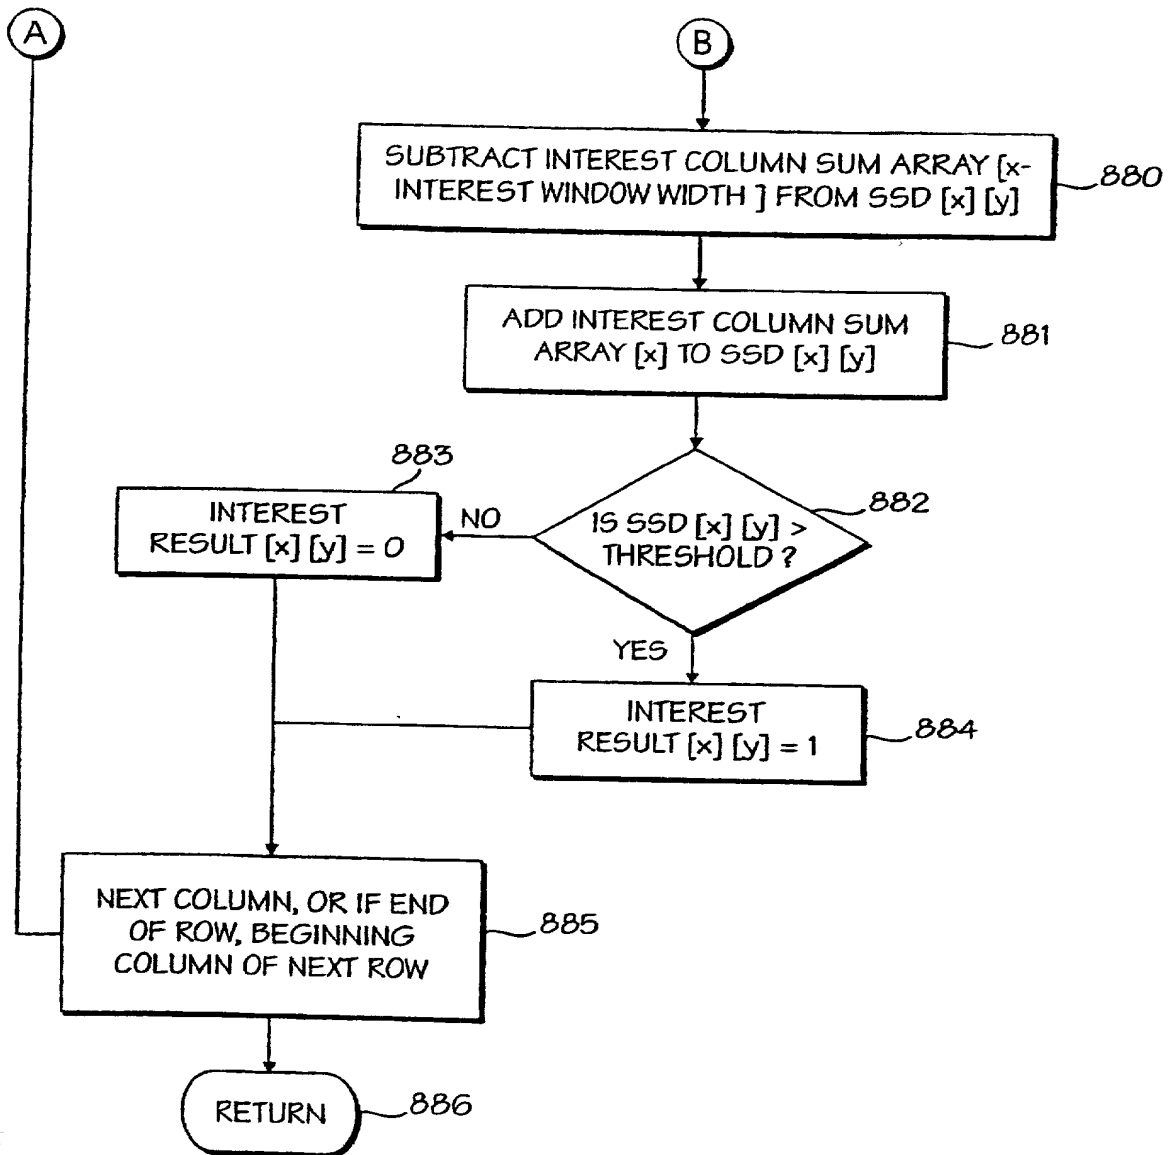 A
B
SUBTRACT INTEREST COLUMN SUM ARRAY [x-
INTEREST WINDOW WIDTH ] FROM SSD [x] [y]
880
ADD INTEREST COLUMN SUM
ARRAY [x] TO SSD [x] [y]
881
883
INTEREST
RESULT [x] [y] = 0
NO
IS SSD [x] [y] >
THRESHOLD ?
882
YES
INTEREST
RESULT [x] [y] = 1
884
NEXT COLUMN, OR IF END
OF ROW, BEGINNING
COLUMN OF NEXT ROW
885
RETURN
886